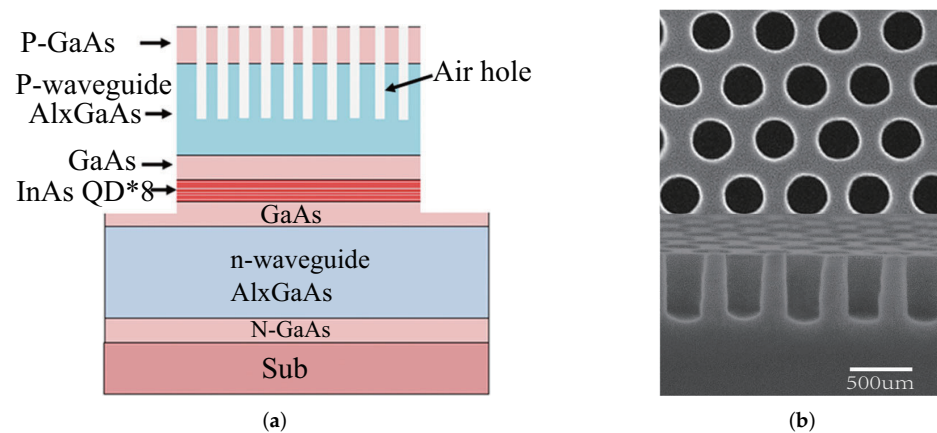 P-GaAs
P-waveguide
AlxGaAs
Air hole
GaAs
InAs QD*8
GaAs
n-waveguide
AlxGaAs
N-GaAs
Sub
500um
(a)
(b)